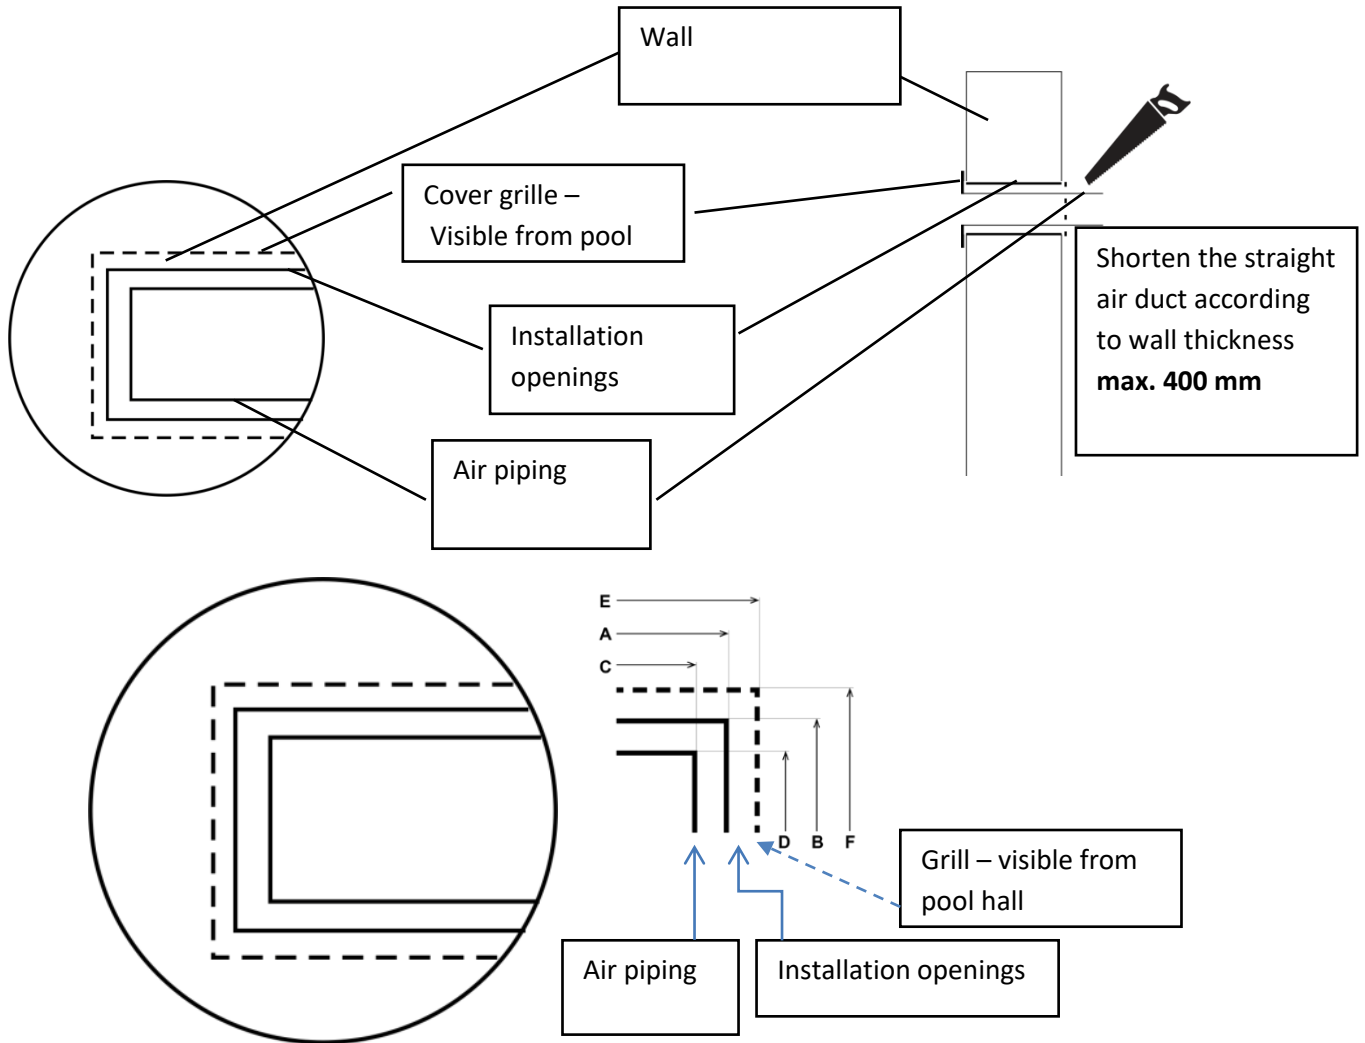 Wall
Cover grille –
Visible from pool
Installation
openings
Air piping
Shorten the straight
air duct according
to wall thickness
max. 400 mm
E
A
C
D
B
F
Grill – visible from
pool hall
Air piping
Installation openings